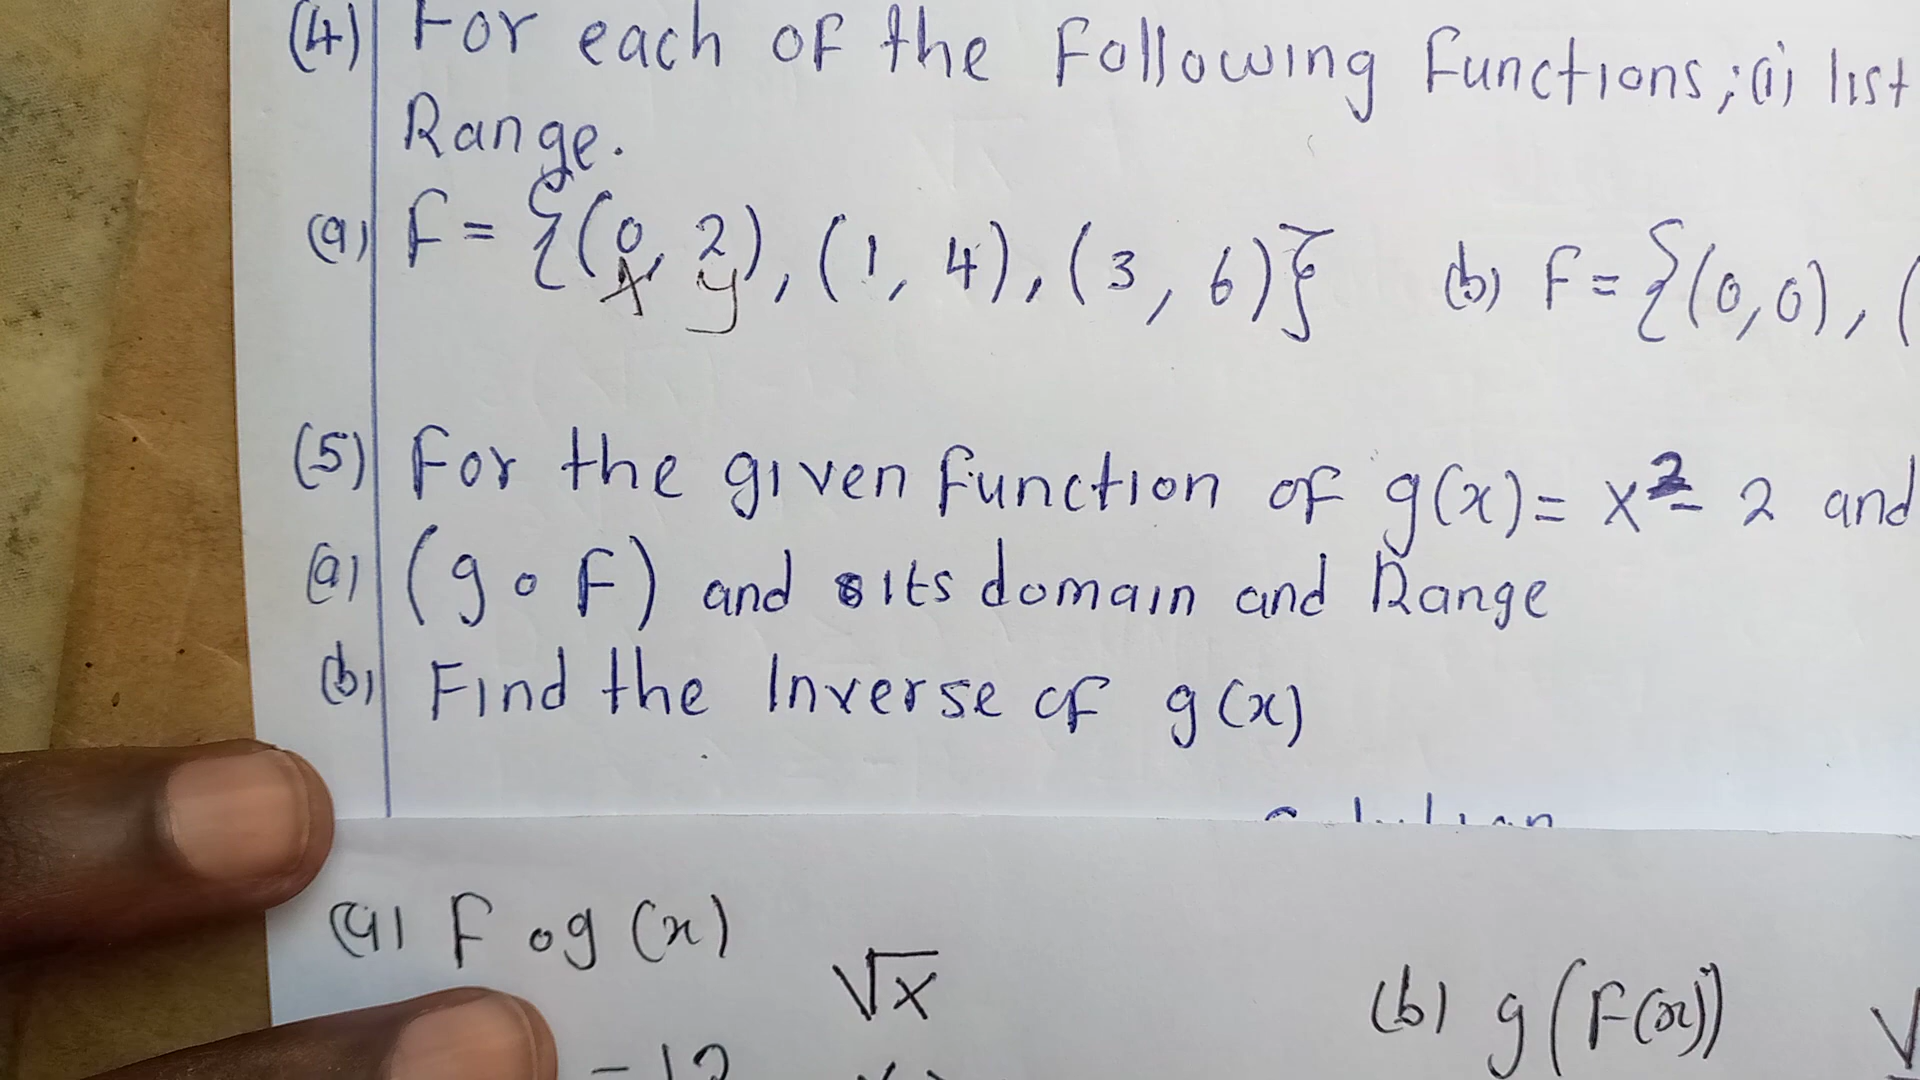 (4) For each of the Following Functions; (i) list
Range.
(a) F = {(0, 2), (1, 4), (3, 6)} (b) F = {(0,0), (
x y
(5) For the given Function of g(x) = x² - 2 and
(a) (g ∘ F) and its domain and Range
(b) Find the Inverse of g(x)
(a) F ∘ g (x)
√x
(b) g(F(x))